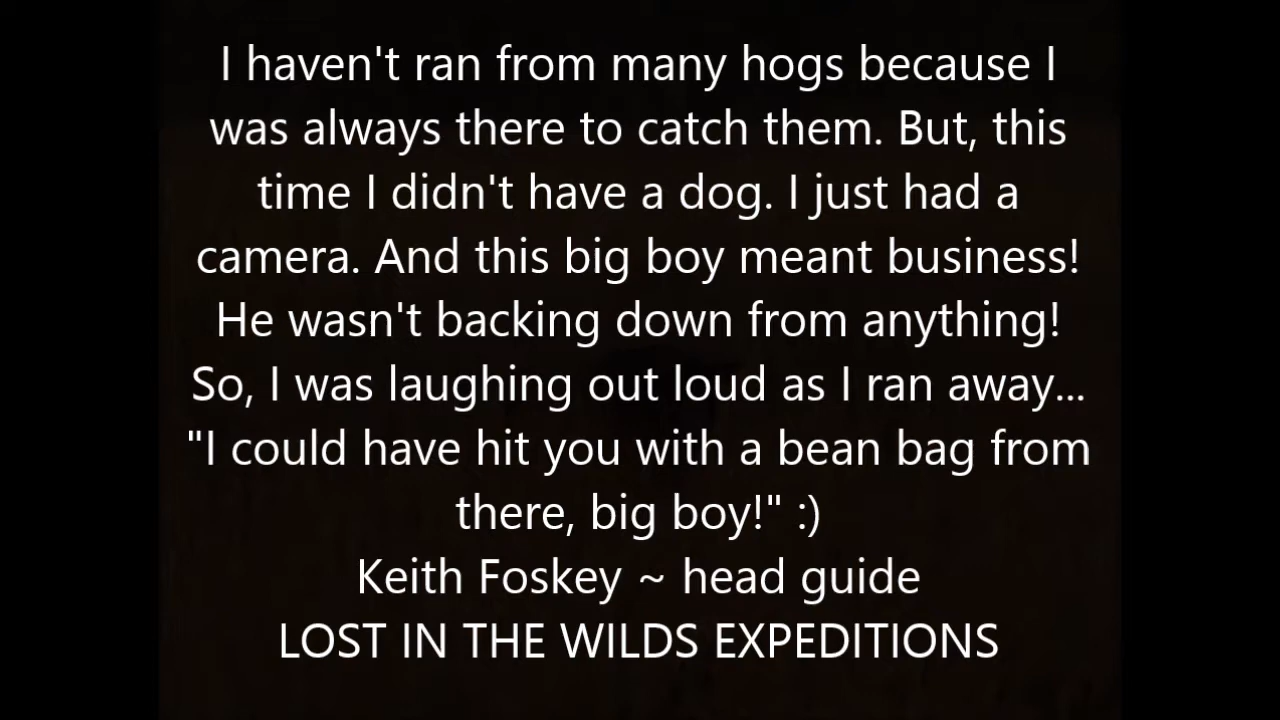 I haven't ran from many hogs because I
was always there to catch them. But, this
time I didn't have a dog. I just had a
camera. And this big boy meant business!
He wasn't backing down from anything!
So, I was laughing out loud as I ran away...
"I could have hit you with a bean bag from
there, big boy!" :)
Keith Foskey ~ head guide
LOST IN THE WILDS EXPEDITIONS